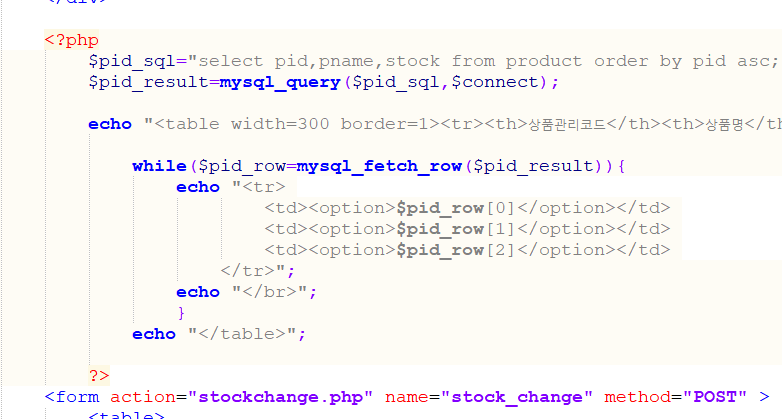 </div>
<?php
$pid_sql="select pid,pname,stock from product order by pid asc;
$pid_result=mysql_query($pid_sql,$connect);
echo "<table width=300 border=1><tr><th>상품관리코드</th><th>상품명</th
while($pid_row=mysql_fetch_row($pid_result)){
echo "<tr>
<td><option>$pid_row[0]</option></td>
<td><option>$pid_row[1]</option></td>
<td><option>$pid_row[2]</option></td>
</tr>";
echo "</br>";
}
echo "</table>";
?>
<form action="stockchange.php" name="stock_change" method="POST" >
<table>